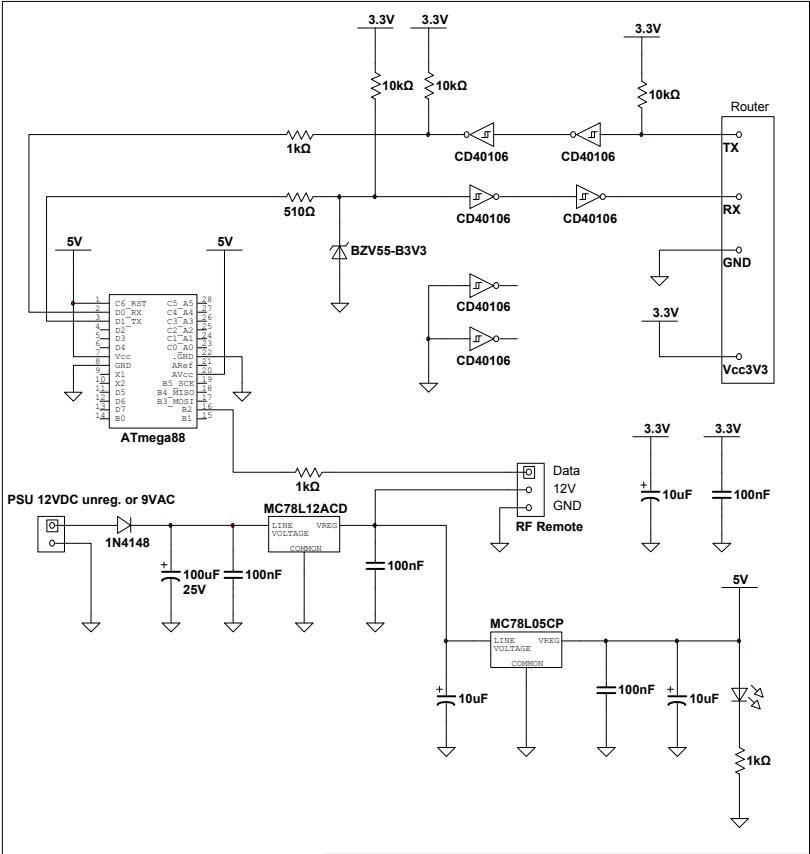 3.3V
3.3V
3.3V
10kΩ
10kΩ
10kΩ
Router
1kΩ
CD40106
CD40106
TX
510Ω
CD40106
CD40106
RX
BZV55-B3V3
5V
5V
GND
CD40106
CD40106
3.3V
Vcc3V3
1 C6_RST C5_A5 28
2 D0_RX C4_A4 27
3 D1_TX C3_A3 26
4 D2 C2_A2 25
5 D3 C1_A1 24
6 D4 C0_A0 23
7 Vcc .GND 22
8 GND ARef 21
9 X1 AVcc 20
10 X2 B5_SCK 19
11 D5 B4_MISO 18
12 D6 B3_MOSI 17
13 D7 B2 16
14 B0 B1 15
ATmega88
1kΩ
Data
12V
GND
RF Remote
3.3V
3.3V
10uF
100nF
PSU 12VDC unreg. or 9VAC
1N4148
MC78L12ACD
LINE VREG
VOLTAGE
COMMON
100uF
25V
100nF
100nF
5V
MC78L05CP
LINE VREG
VOLTAGE
COMMON
10uF
100nF
10uF
1kΩ